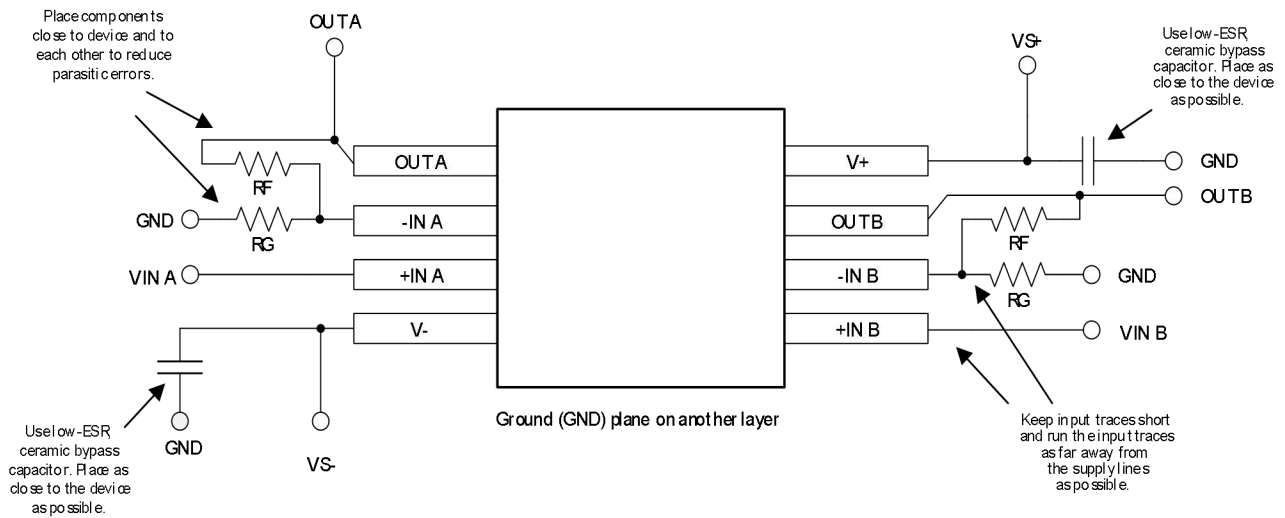 Place components
close to device and to
each other to reduce
parasitic errors.
OUT A
VS+
Use low-ESR,
ceramic bypass
capacitor. Place as
close to the device
as possible.
OUT A
V+
GND
RF
OUT B
GND
-IN A
OUT B
RG
RF
VIN A
+IN A
-IN B
GND
RG
V-
+IN B
VIN B
Ground (GND) plane on another layer
Use low-ESR,
ceramic bypass
capacitor. Place as
close to the device
as possible.
GND
VS-
Keep input traces short
and run the input traces
as far away from
the supply lines
as possible.